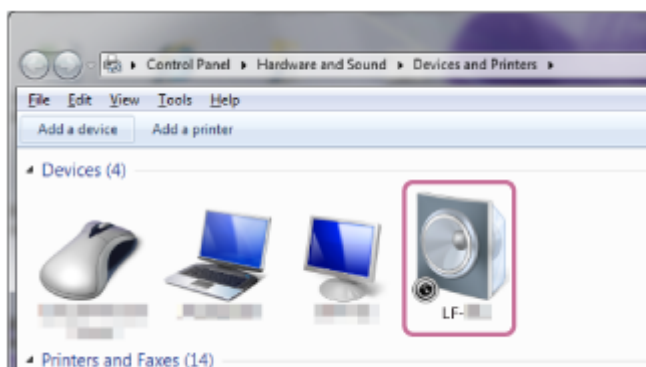 Control Panel ▸ Hardware and Sound ▸ Devices and Printers ▸
File Edit View Tools Help
Add a device Add a printer
Devices (4)
LF-
Printers and Faxes (14)